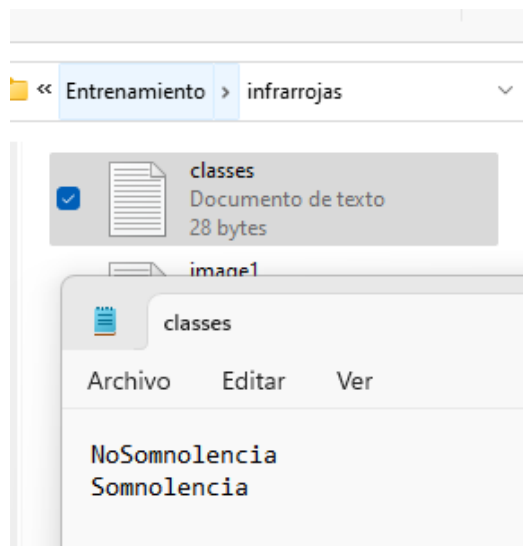 « Entrenamiento > infrarrojas
classes
Documento de texto
28 bytes
image1
classes
Archivo Editar Ver
NoSomnolencia
Somnolencia